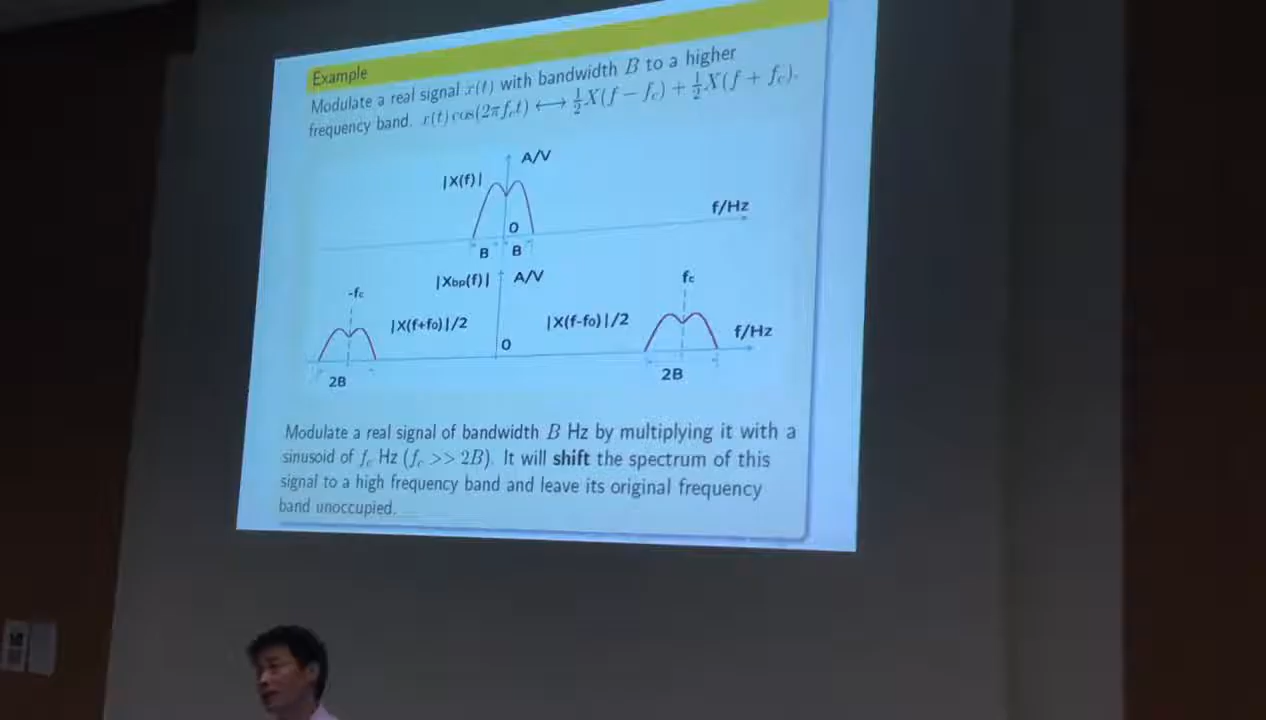 Example
Modulate a real signal x(t) with bandwidth B to a higher
frequency band. x(t) cos(2πf_ct) ⟷ ½X(f − f_c) + ½X(f + f_c).
A/V
|X(f)|
f/Hz
0
B B
|Xbp(f)| A/V
-fc
fc
|X(f+fo)|/2
|X(f-fo)|/2
f/Hz
0
2B
2B
Modulate a real signal of bandwidth B Hz by multiplying it with a
sinusoid of f_c Hz (f_c >> 2B). It will shift the spectrum of this
signal to a high frequency band and leave its original frequency
band unoccupied.